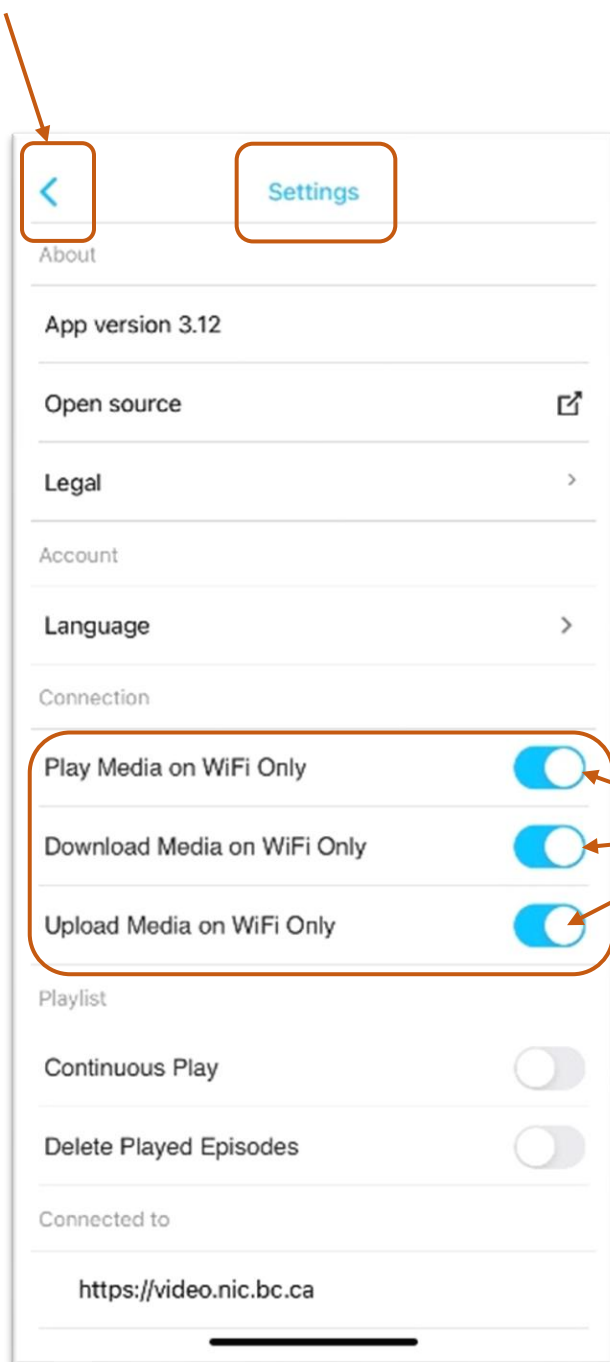 Settings
About
App version 3.12
Open source
Legal
Account
Language
Connection
Play Media on WiFi Only
Download Media on WiFi Only
Upload Media on WiFi Only
Playlist
Continuous Play
Delete Played Episodes
Connected to
https://video.nic.bc.ca